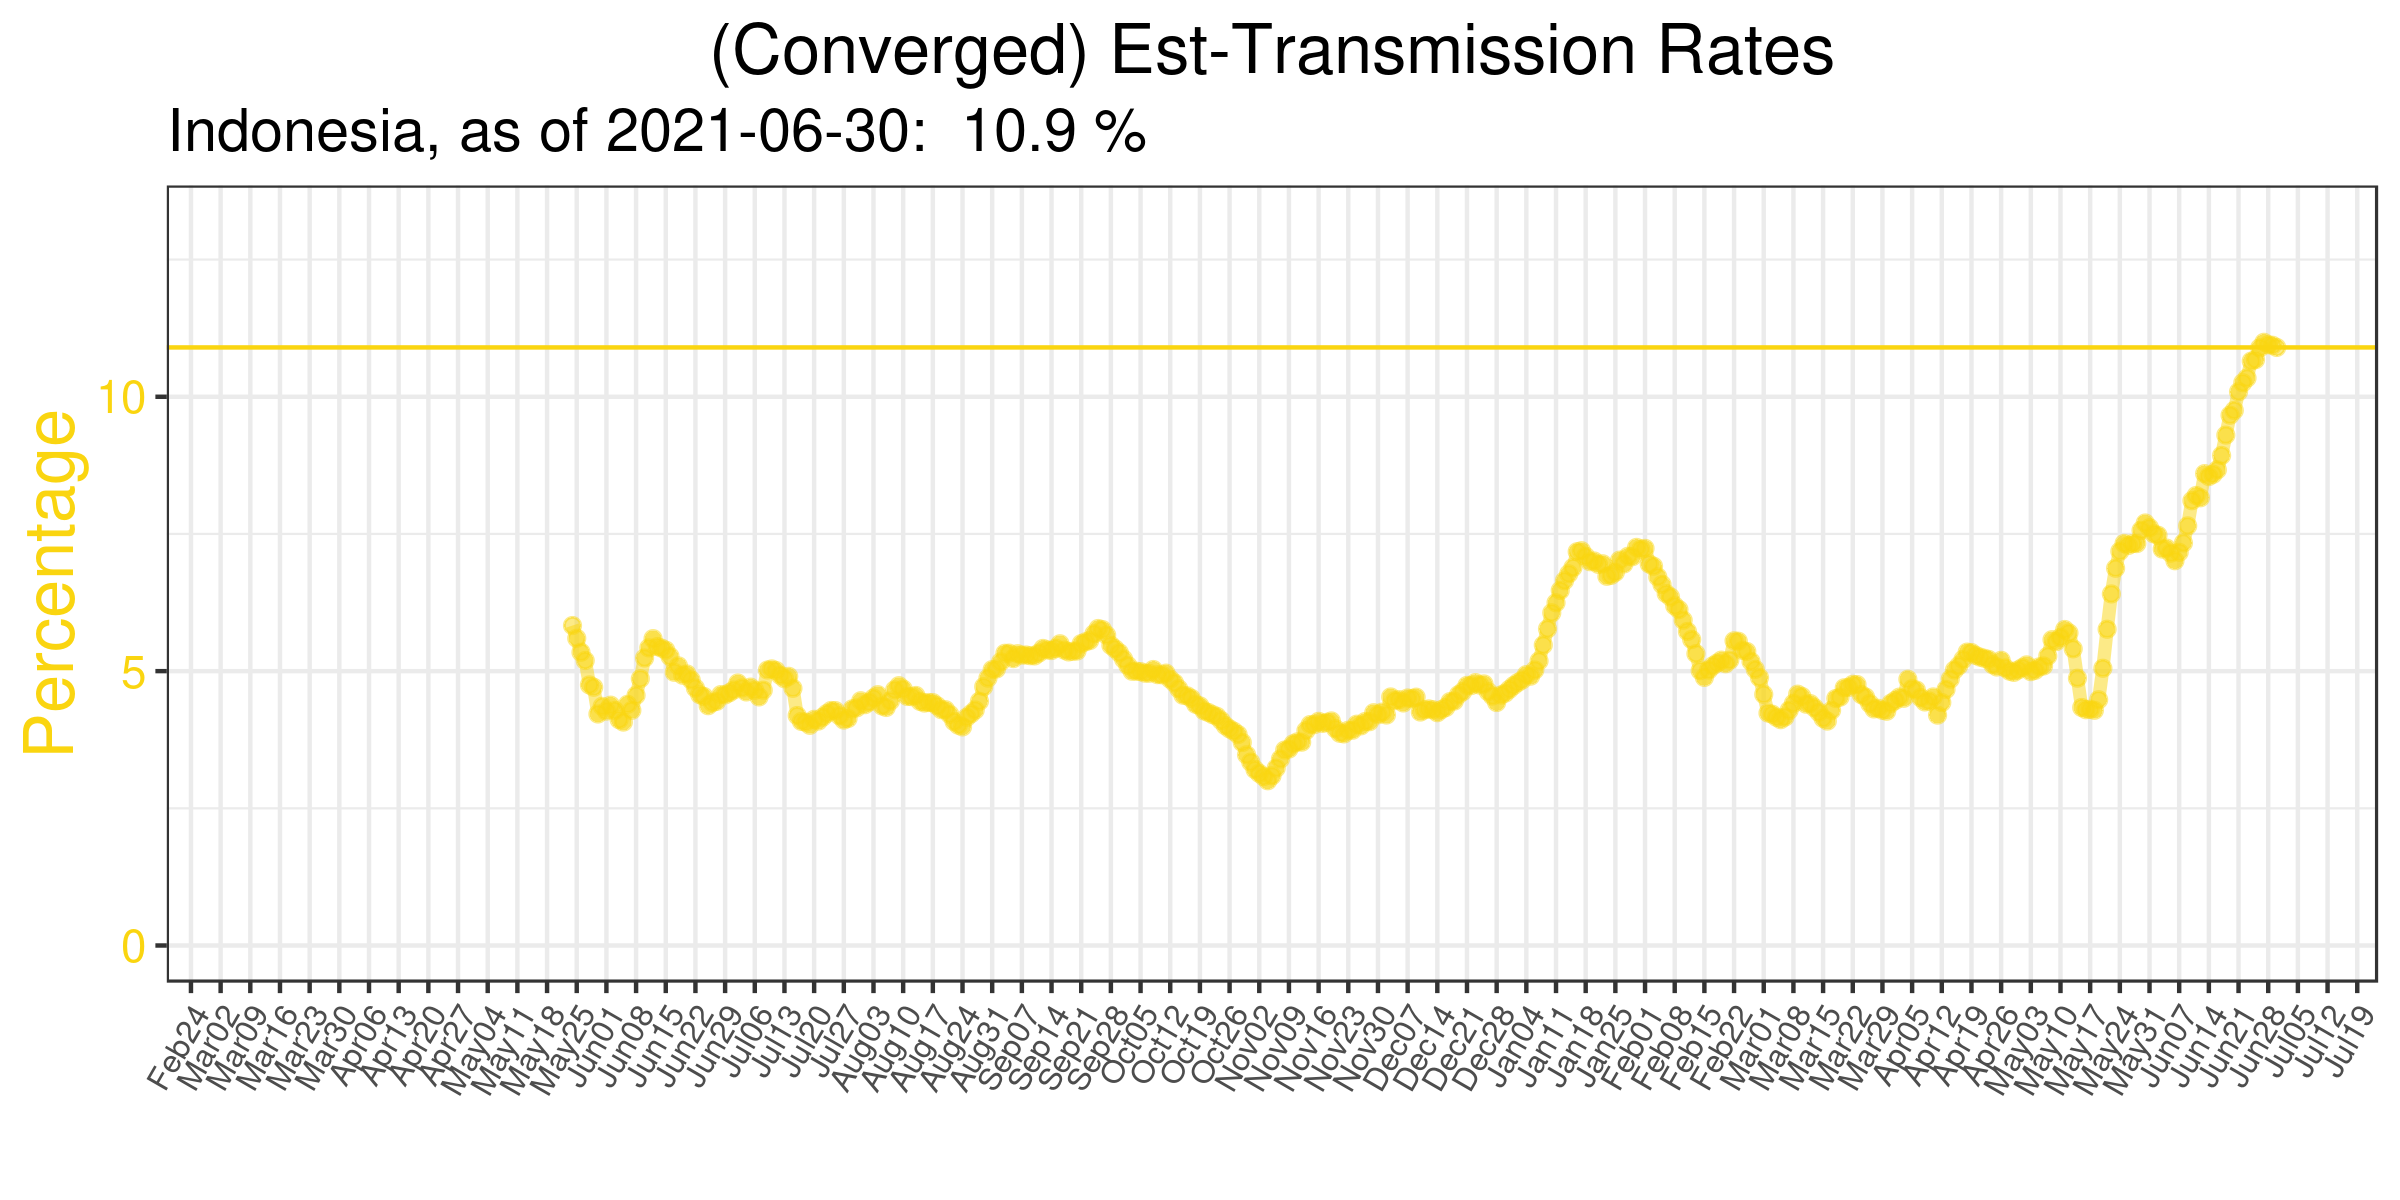 (Converged) Est-Transmission Rates
Indonesia, as of 2021-06-30: 10.9 %
Percentage
10
5
0
Feb24
Mar02
Mar09
Mar16
Mar23
Mar30
Apr06
Apr13
Apr20
Apr27
May04
May11
May18
May25
Jun01
Jun08
Jun15
Jun22
Jun29
Jul06
Jul13
Jul20
Jul27
Aug03
Aug10
Aug17
Aug24
Aug31
Sep07
Sep14
Sep21
Sep28
Oct05
Oct12
Oct19
Oct26
Nov02
Nov09
Nov16
Nov23
Nov30
Dec07
Dec14
Dec21
Dec28
Jan04
Jan11
Jan18
Jan25
Feb01
Feb08
Feb15
Feb22
Mar01
Mar08
Mar15
Mar22
Mar29
Apr05
Apr12
Apr19
Apr26
May03
May10
May17
May24
May31
Jun07
Jun14
Jun21
Jun28
Jul05
Jul12
Jul19